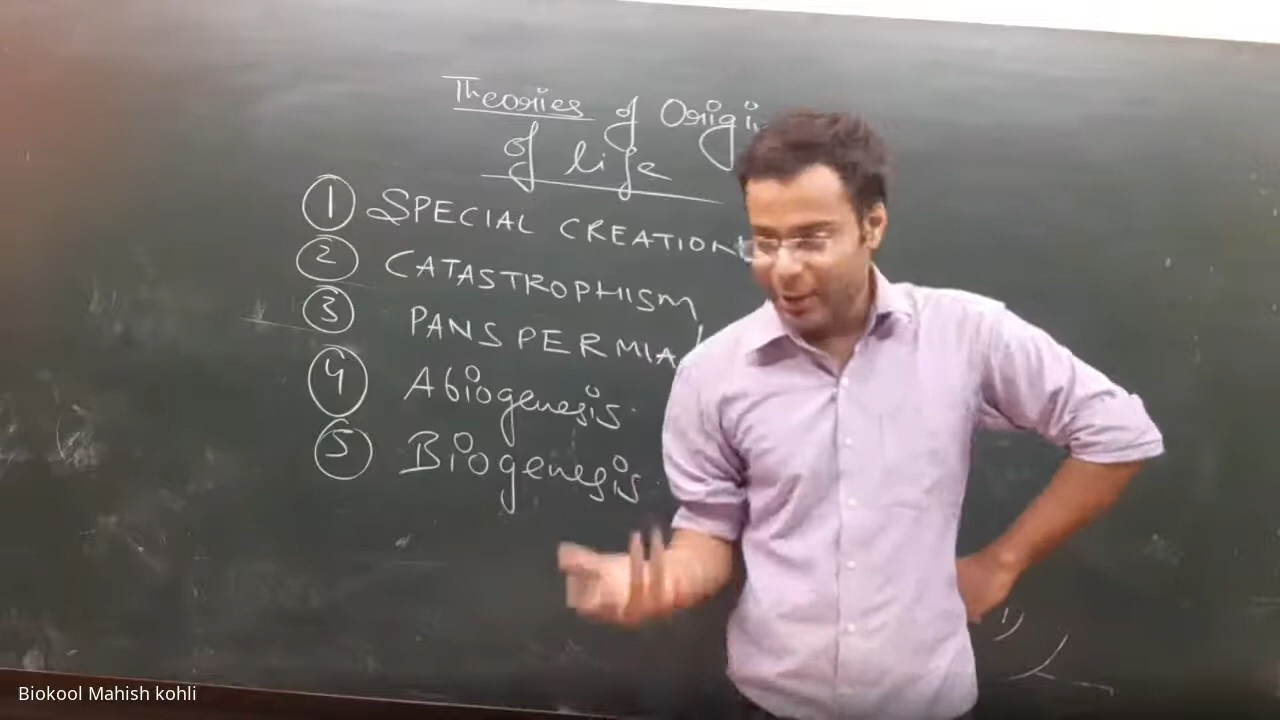 Theories of Origi
of life
1 SPECIAL CREATION
2 CATASTROPHISM
3 PANSPERMIA
4 Abiogenesis.
5 Biogenesis.
Biokool Mahish kohli